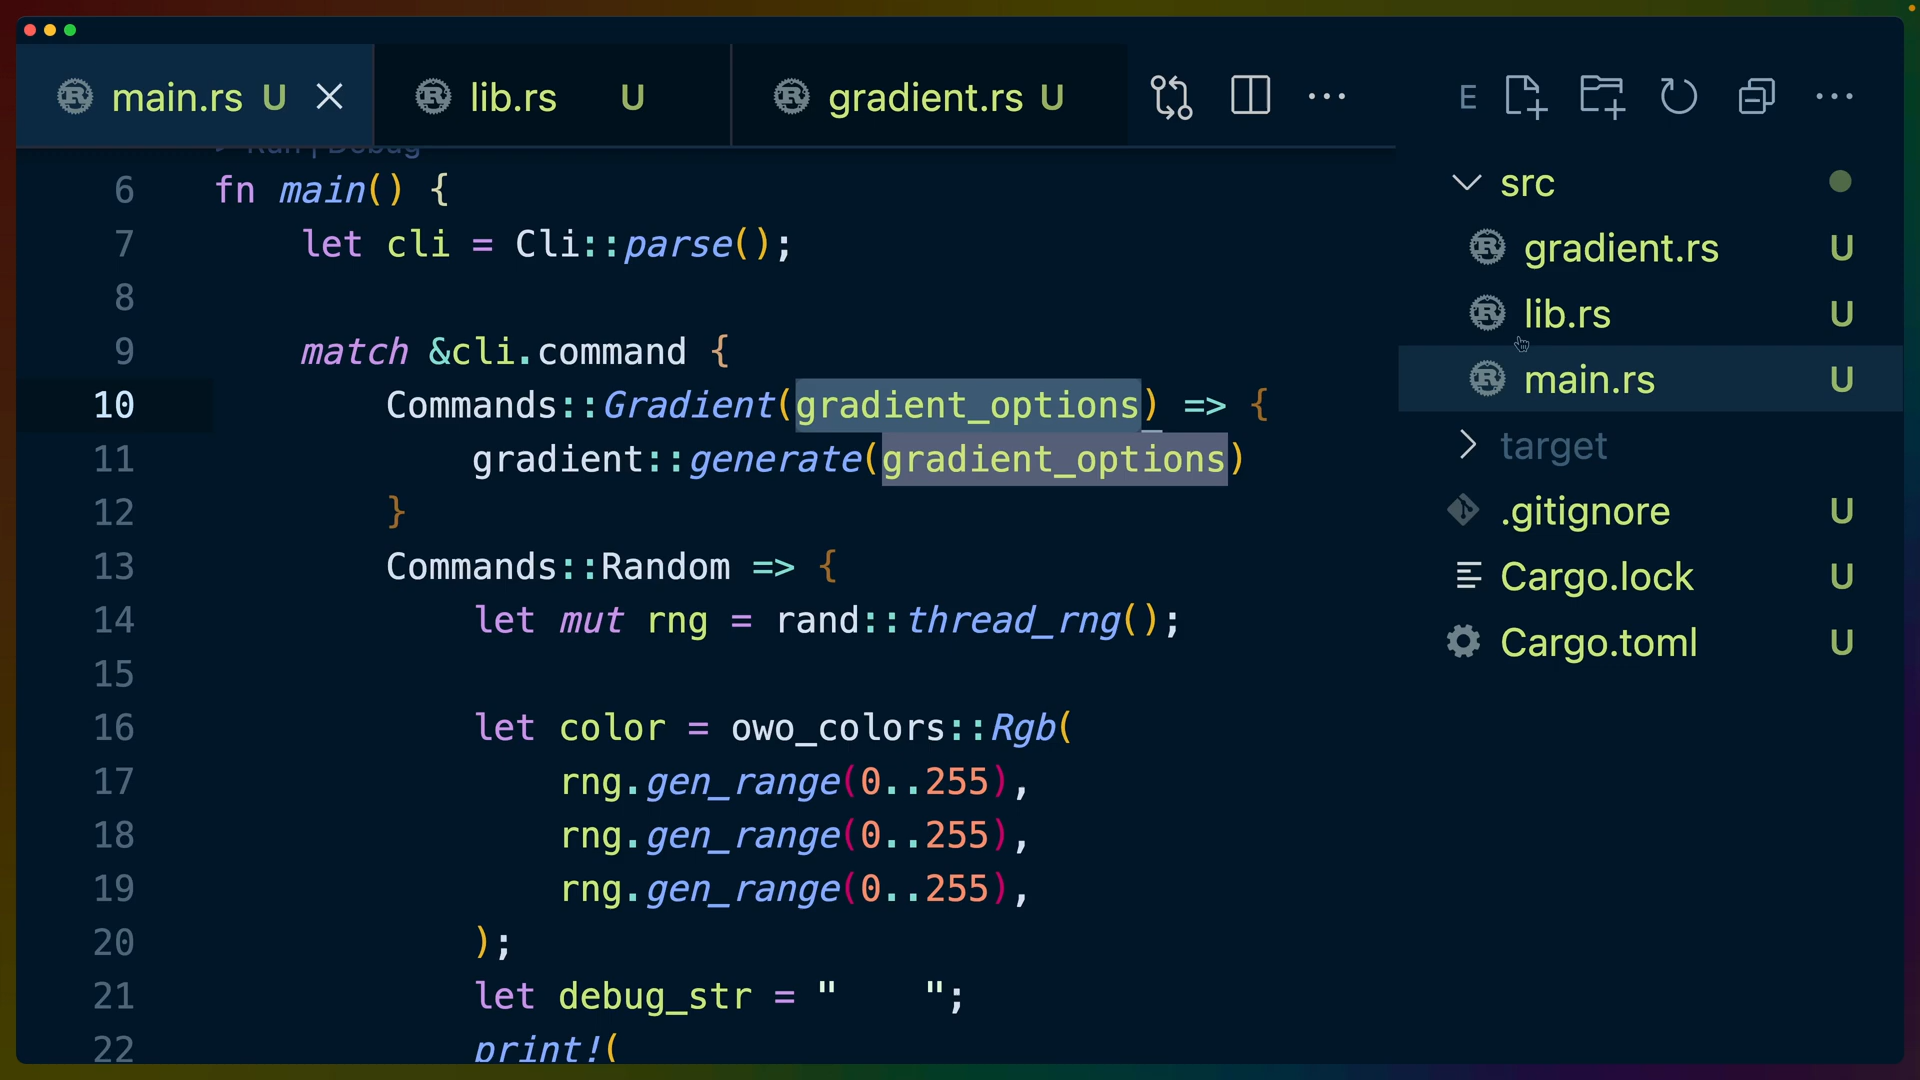 main.rs U
lib.rs U
gradient.rs U
E
Run | Debug
6 fn main() {
7 let cli = Cli::parse();
8
9 match &cli.command {
10 Commands::Gradient(gradient_options) => {
11 gradient::generate(gradient_options)
12 }
13 Commands::Random => {
14 let mut rng = rand::thread_rng();
15
16 let color = owo_colors::Rgb(
17 rng.gen_range(0..255),
18 rng.gen_range(0..255),
19 rng.gen_range(0..255),
20 );
21 let debug_str = "    ";
22 print!(
src
gradient.rs U
lib.rs U
main.rs U
target
.gitignore U
Cargo.lock U
Cargo.toml U